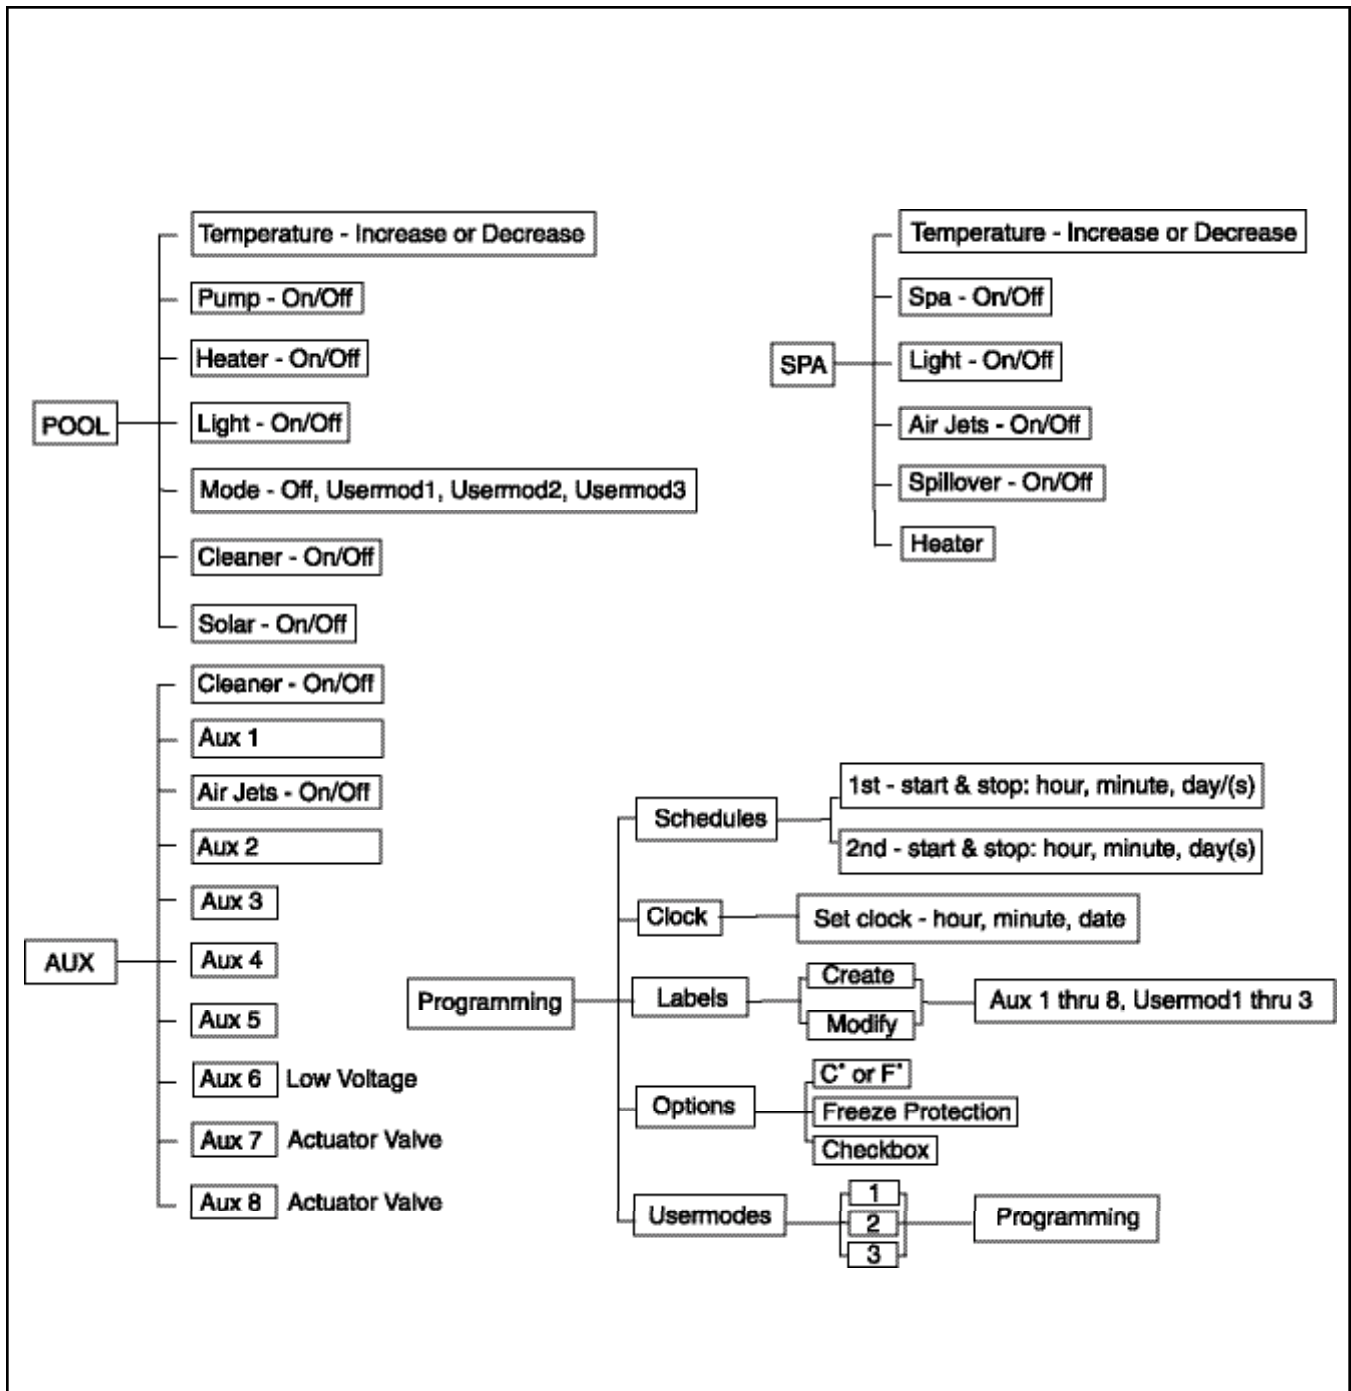 POOL
Temperature - Increase or Decrease
Pump - On/Off
Heater - On/Off
Light - On/Off
Mode - Off, Usermod1, Usermod2, Usermod3
Cleaner - On/Off
Solar - On/Off
SPA
Temperature - Increase or Decrease
Spa - On/Off
Light - On/Off
Air Jets - On/Off
Spillover - On/Off
Heater
AUX
Cleaner - On/Off
Aux 1
Air Jets - On/Off
Aux 2
Aux 3
Aux 4
Aux 5
Aux 6 Low Voltage
Aux 7 Actuator Valve
Aux 8 Actuator Valve
Programming
Schedules
1st - start & stop: hour, minute, day/(s)
2nd - start & stop: hour, minute, day(s)
Clock
Set clock - hour, minute, date
Labels
Create
Modify
Aux 1 thru 8, Usermod1 thru 3
Options
C° or F°
Freeze Protection
Checkbox
Usermodes
1
2
3
Programming